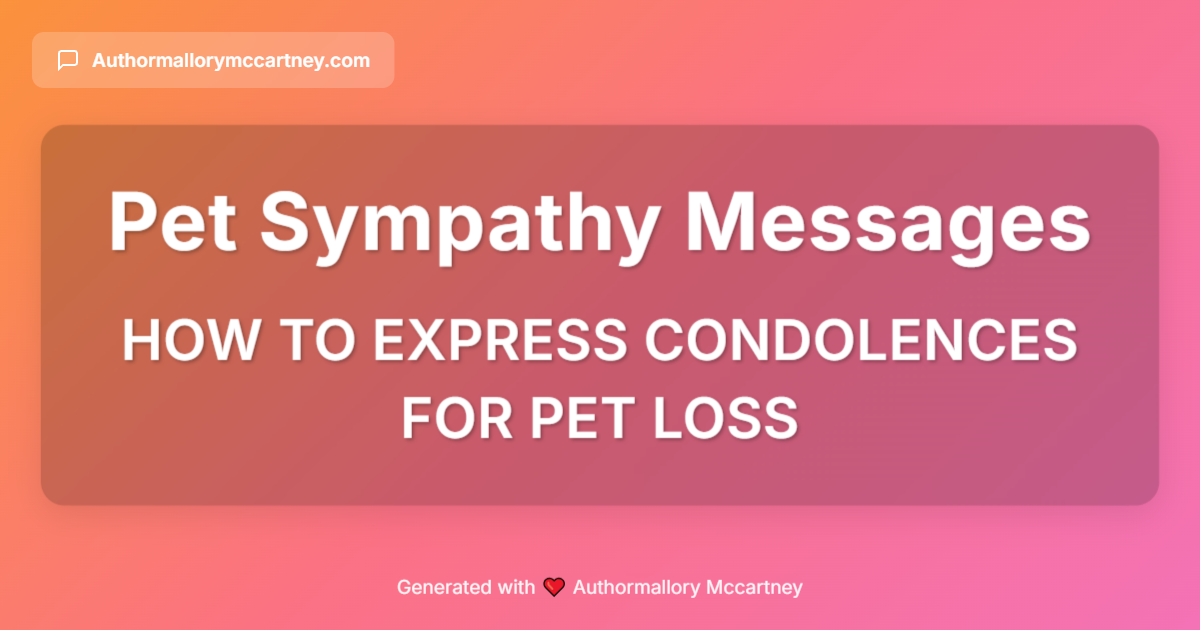 Authormallorymccartney.com
Pet Sympathy Messages
HOW TO EXPRESS CONDOLENCES
FOR PET LOSS
Generated with ❤️ Authormallory Mccartney